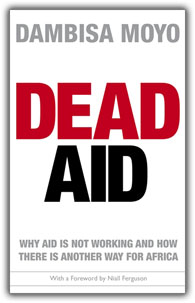 DAMBISA MOYO
DEAD
AID
WHY AID IS NOT WORKING AND HOW
THERE IS ANOTHER WAY FOR AFRICA
With a Foreword by Niall Ferguson